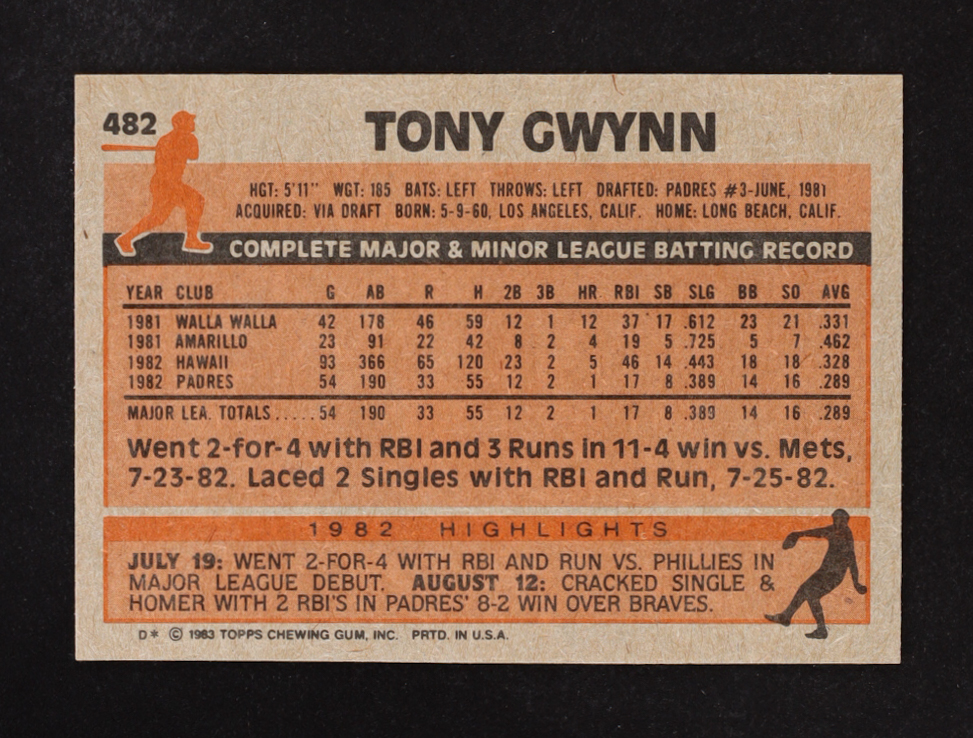 482
TONY GWYNN
HGT: 5'11" WGT: 185 BATS: LEFT THROWS: LEFT DRAFTED: PADRES #3-JUNE, 1981
ACQUIRED: VIA DRAFT BORN: 5-9-60, LOS ANGELES, CALIF. HOME: LONG BEACH, CALIF.
COMPLETE MAJOR & MINOR LEAGUE BATTING RECORD
YEAR CLUB G AB R H 2B 3B HR RBI SB SLG BB SO AVG
1981 WALLA WALLA 42 178 46 59 12 1 12 37 17 .612 23 21 .331
1981 AMARILLO 23 91 22 42 8 2 4 19 5 .725 5 7 .462
1982 HAWAII 93 366 65 120 23 2 5 46 14 .443 18 18 .328
1982 PADRES 54 190 33 55 12 2 1 17 8 .389 14 16 .289
MAJOR LEA. TOTALS.....54 190 33 55 12 2 1 17 8 .389 14 16 .289
Went 2-for-4 with RBI and 3 Runs in 11-4 win vs. Mets,
7-23-82. Laced 2 Singles with RBI and Run, 7-25-82.
1982 HIGHLIGHTS
JULY 19: WENT 2-FOR-4 WITH RBI AND RUN VS. PHILLIES IN
MAJOR LEAGUE DEBUT. AUGUST 12: CRACKED SINGLE &
HOMER WITH 2 RBI'S IN PADRES' 8-2 WIN OVER BRAVES.
D* © 1983 TOPPS CHEWING GUM, INC. PRTD. IN U.S.A.